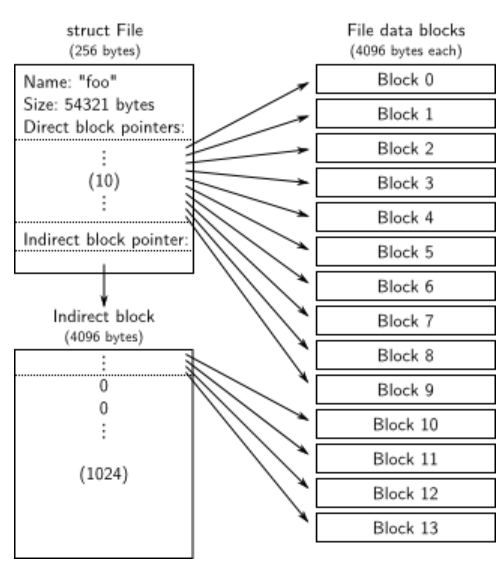 struct File
(256 bytes)
Name: "foo"
Size: 54321 bytes
Direct block pointers:
⋮
(10)
⋮
Indirect block pointer:
Indirect block
(4096 bytes)
⋮
0
0
⋮
(1024)
File data blocks
(4096 bytes each)
Block 0
Block 1
Block 2
Block 3
Block 4
Block 5
Block 6
Block 7
Block 8
Block 9
Block 10
Block 11
Block 12
Block 13